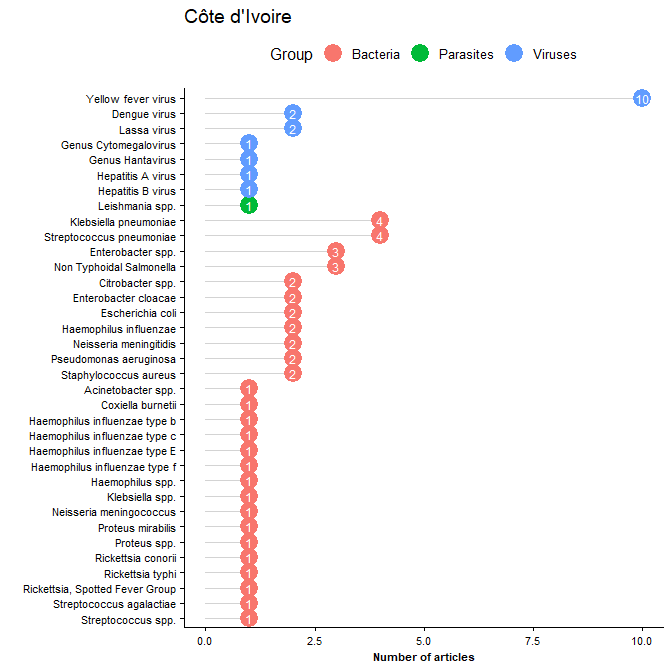 Côte d'Ivoire
Group Bacteria Parasites Viruses
Yellow fever virus 10
Dengue virus 2
Lassa virus 2
Genus Cytomegalovirus 1
Genus Hantavirus 1
Hepatitis A virus 1
Hepatitis B virus 1
Leishmania spp. 1
Klebsiella pneumoniae 4
Streptococcus pneumoniae 4
Enterobacter spp. 3
Non Typhoidal Salmonella 3
Citrobacter spp. 2
Enterobacter cloacae 2
Escherichia coli 2
Haemophilus influenzae 2
Neisseria meningitidis 2
Pseudomonas aeruginosa 2
Staphylococcus aureus 2
Acinetobacter spp. 1
Coxiella burnetii 1
Haemophilus influenzae type b 1
Haemophilus influenzae type c 1
Haemophilus influenzae type E 1
Haemophilus influenzae type f 1
Haemophilus spp. 1
Klebsiella spp. 1
Neisseria meningococcus 1
Proteus mirabilis 1
Proteus spp. 1
Rickettsia conorii 1
Rickettsia typhi 1
Rickettsia, Spotted Fever Group 1
Streptococcus agalactiae 1
Streptococcus spp. 1
0.0 2.5 5.0 7.5 10.0
Number of articles